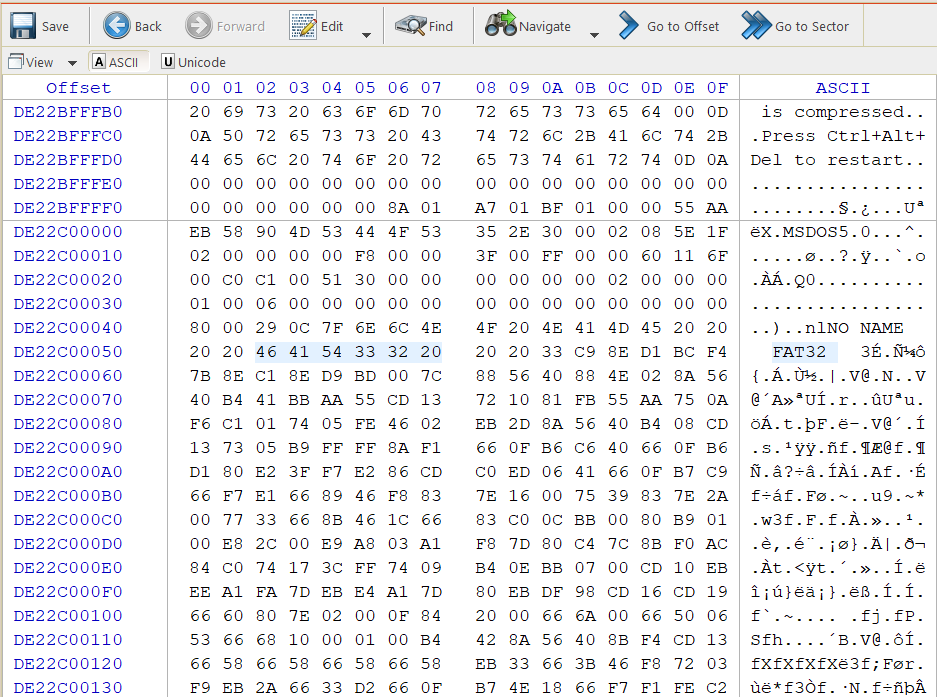 Save Back Forward Edit Find Navigate Go to Offset Go to Sector
View ASCII Unicode
Offset 00 01 02 03 04 05 06 07 08 09 0A 0B 0C 0D 0E 0F ASCII
DE22BFFFB0 20 69 73 20 63 6F 6D 70 72 65 73 73 65 64 00 0D is compressed..
DE22BFFFC0 0A 50 72 65 73 73 20 43 74 72 6C 2B 41 6C 74 2B .Press Ctrl+Alt+
DE22BFFFD0 44 65 6C 20 74 6F 20 72 65 73 74 61 72 74 0D 0A Del to restart..
DE22BFFFE0 00 00 00 00 00 00 00 00 00 00 00 00 00 00 00 00 ................
DE22BFFFF0 00 00 00 00 00 00 8A 01 A7 01 BF 01 00 00 55 AA ........§.¿...Uª
DE22C00000 EB 58 90 4D 53 44 4F 53 35 2E 30 00 02 08 5E 1F ëX.MSDOS5.0...^.
DE22C00010 02 00 00 00 00 F8 00 00 3F 00 FF 00 00 60 11 6F .....ø..?.ÿ..`.o
DE22C00020 00 C0 C1 00 51 30 00 00 00 00 00 00 02 00 00 00 .ÀÁ.Q0..........
DE22C00030 01 00 06 00 00 00 00 00 00 00 00 00 00 00 00 00 ................
DE22C00040 80 00 29 0C 7F 6E 6C 4E 4F 20 4E 41 4D 45 20 20 ..)..nlNO NAME
DE22C00050 20 20 46 41 54 33 32 20 20 20 33 C9 8E D1 BC F4 FAT32 3É.Ñ¼ô
DE22C00060 7B 8E C1 8E D9 BD 00 7C 88 56 40 88 4E 02 8A 56 {.Á.Ù½.|.V@.N..V
DE22C00070 40 B4 41 BB AA 55 CD 13 72 10 81 FB 55 AA 75 0A @´A»ªUÍ.r..ûUªu.
DE22C00080 F6 C1 01 74 05 FE 46 02 EB 2D 8A 56 40 B4 08 CD öÁ.t.þF.ë-.V@´.Í
DE22C00090 13 73 05 B9 FF FF 8A F1 66 0F B6 C6 40 66 0F B6 .s.¹ÿÿ.ñf.¶Æ@f.¶
DE22C000A0 D1 80 E2 3F F7 E2 86 CD C0 ED 06 41 66 0F B7 C9 Ñ.â?÷â.ÍÀí.Af.·É
DE22C000B0 66 F7 E1 66 89 46 F8 83 7E 16 00 75 39 83 7E 2A f÷áf.Fø.~..u9.~*
DE22C000C0 00 77 33 66 8B 46 1C 66 83 C0 0C BB 00 80 B9 01 .w3f.F.f.À.»..¹.
DE22C000D0 00 E8 2C 00 E9 A8 03 A1 F8 7D 80 C4 7C 8B F0 AC .è,.é¨.¡ø}.Ä|.ð¬
DE22C000E0 84 C0 74 17 3C FF 74 09 B4 0E BB 07 00 CD 10 EB .Àt.<ÿt.´.»..Í.ë
DE22C000F0 EE A1 FA 7D EB E4 A1 7D 80 EB DF 98 CD 16 CD 19 î¡ú}ëä¡}.ëß.Í.Í.
DE22C00100 66 60 80 7E 02 00 0F 84 20 00 66 6A 00 66 50 06 f`.~.... .fj.fP.
DE22C00110 53 66 68 10 00 01 00 B4 42 8A 56 40 8B F4 CD 13 Sfh....´B.V@.ôÍ.
DE22C00120 66 58 66 58 66 58 66 58 EB 33 66 3B 46 F8 72 03 fXfXfXfXë3f;Før.
DE22C00130 F9 EB 2A 66 33 D2 66 0F B7 4E 18 66 F7 F1 FE C2 ùë*f3Òf.·N.f÷ñþÂ